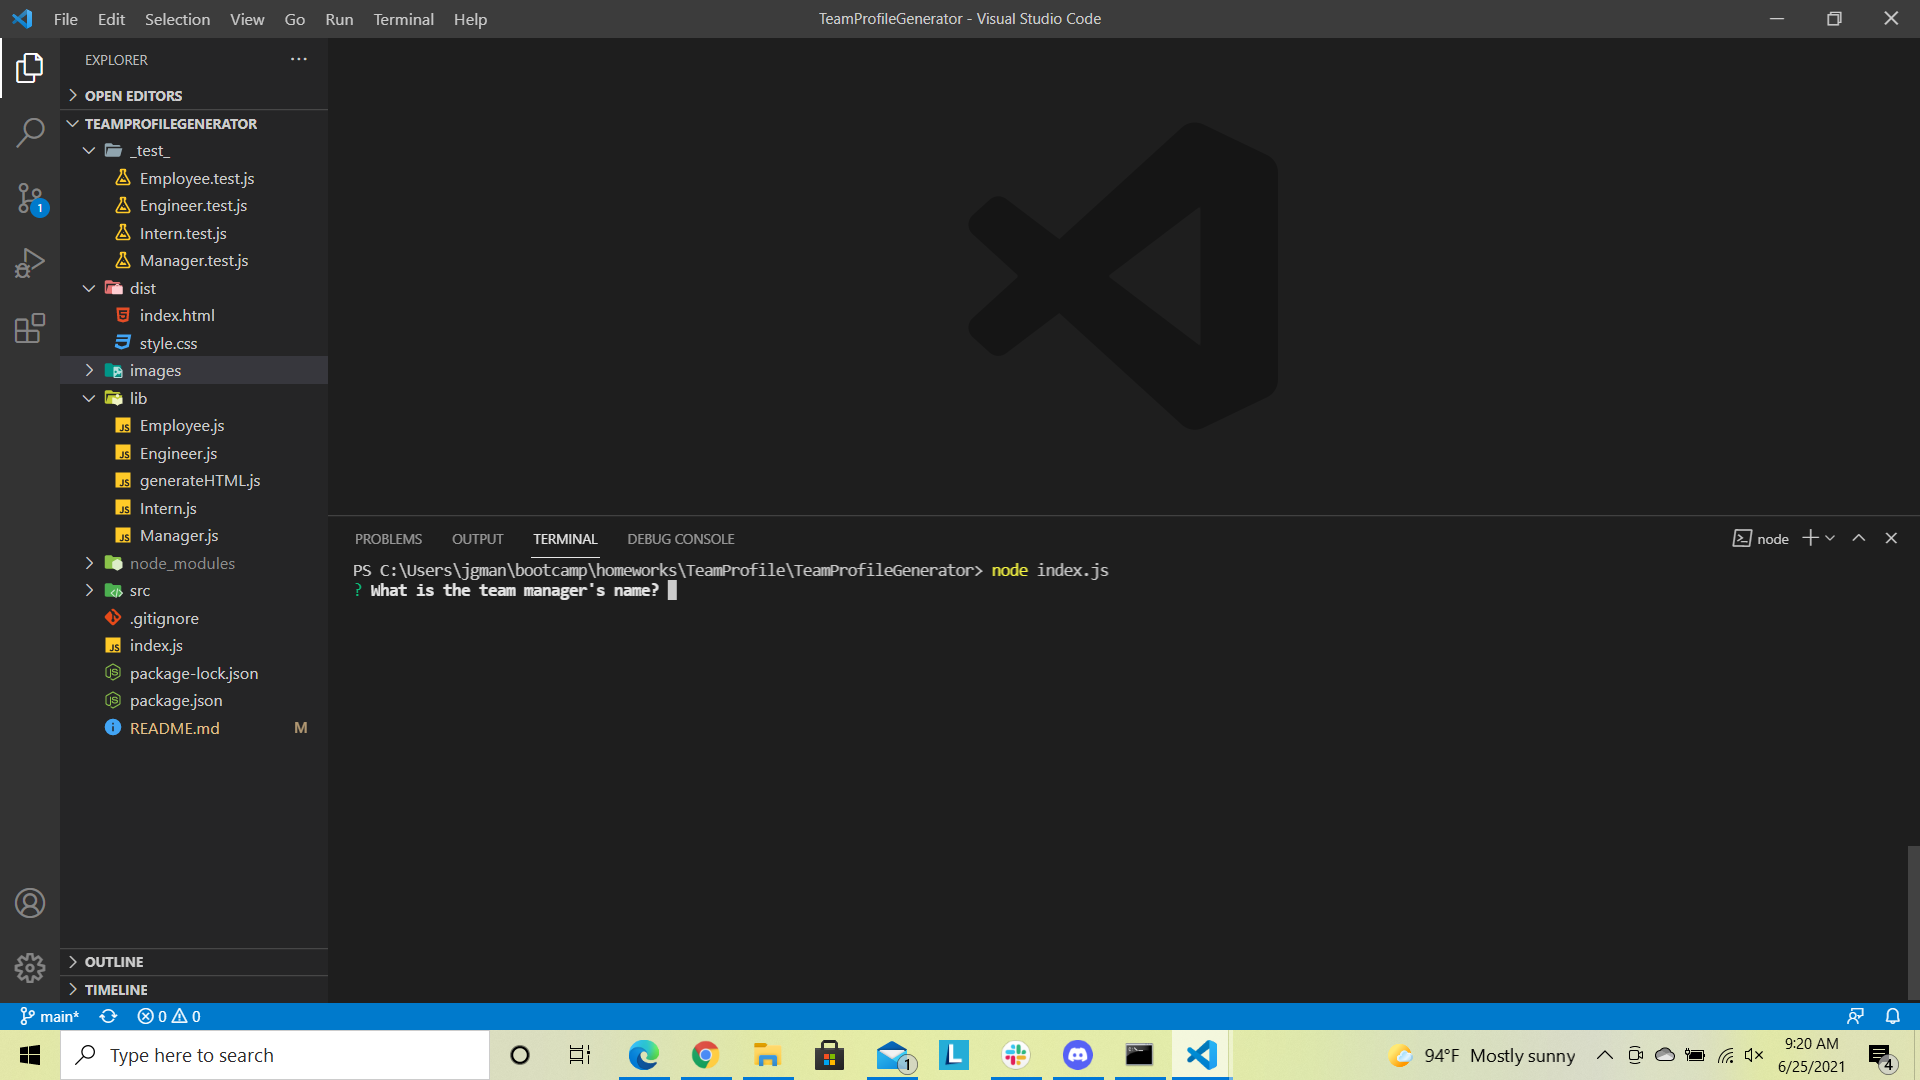 File Edit Selection View Go Run Terminal Help
TeamProfileGenerator - Visual Studio Code
EXPLORER
OPEN EDITORS
TEAMPROFILEGENERATOR
_test_
Employee.test.js
Engineer.test.js
Intern.test.js
Manager.test.js
dist
index.html
style.css
images
lib
Employee.js
Engineer.js
generateHTML.js
Intern.js
Manager.js
node_modules
src
.gitignore
index.js
package-lock.json
package.json
README.md M
OUTLINE
TIMELINE
1
PROBLEMS OUTPUT TERMINAL DEBUG CONSOLE
node
PS C:\Users\jgman\bootcamp\homeworks\TeamProfile\TeamProfileGenerator> node index.js
? What is the team manager's name?
main* 0 0
Type here to search
1
L
94°F Mostly sunny
9:20 AM
6/25/2021
4